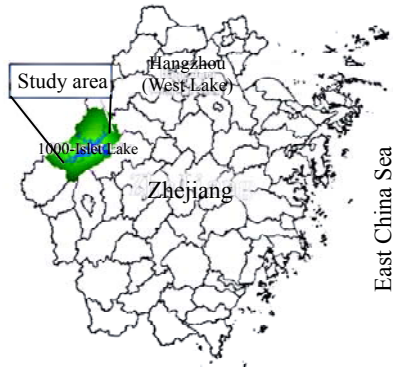 Hangzhou
(West Lake)
Study area
1000-Islet Lake
Zhejiang
East China Sea